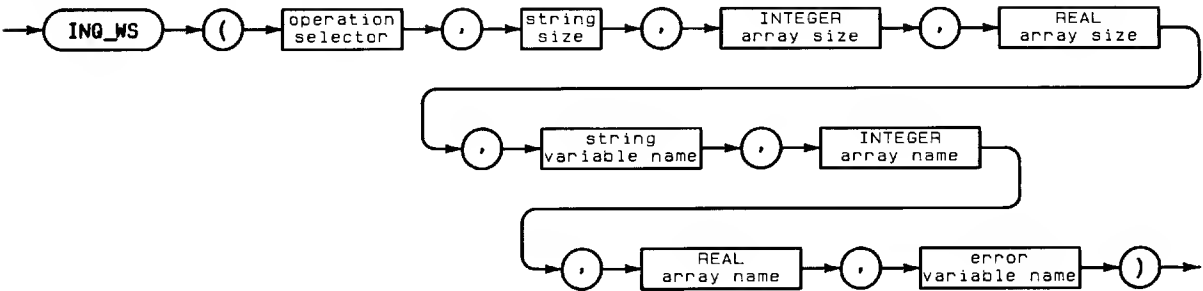 INQ_WS ( operation selector , string size , INTEGER array size , REAL array size
, string variable name , INTEGER array name
, REAL array name , error variable name )